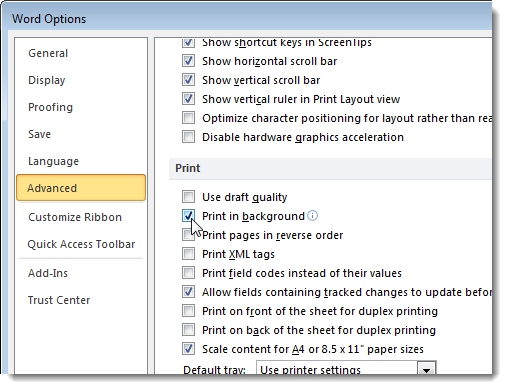 Word Options
General
Display
Proofing
Save
Language
Advanced
Customize Ribbon
Quick Access Toolbar
Add-Ins
Trust Center
Show shortcut keys in ScreenTips
Show horizontal scroll bar
Show vertical scroll bar
Show vertical ruler in Print Layout view
Optimize character positioning for layout rather than rea
Disable hardware graphics acceleration
Print
Use draft quality
Print in background
Print pages in reverse order
Print XML tags
Print field codes instead of their values
Allow fields containing tracked changes to update befor
Print on front of the sheet for duplex printing
Print on back of the sheet for duplex printing
Scale content for A4 or 8.5 x 11" paper sizes
Default tray: Use printer settings